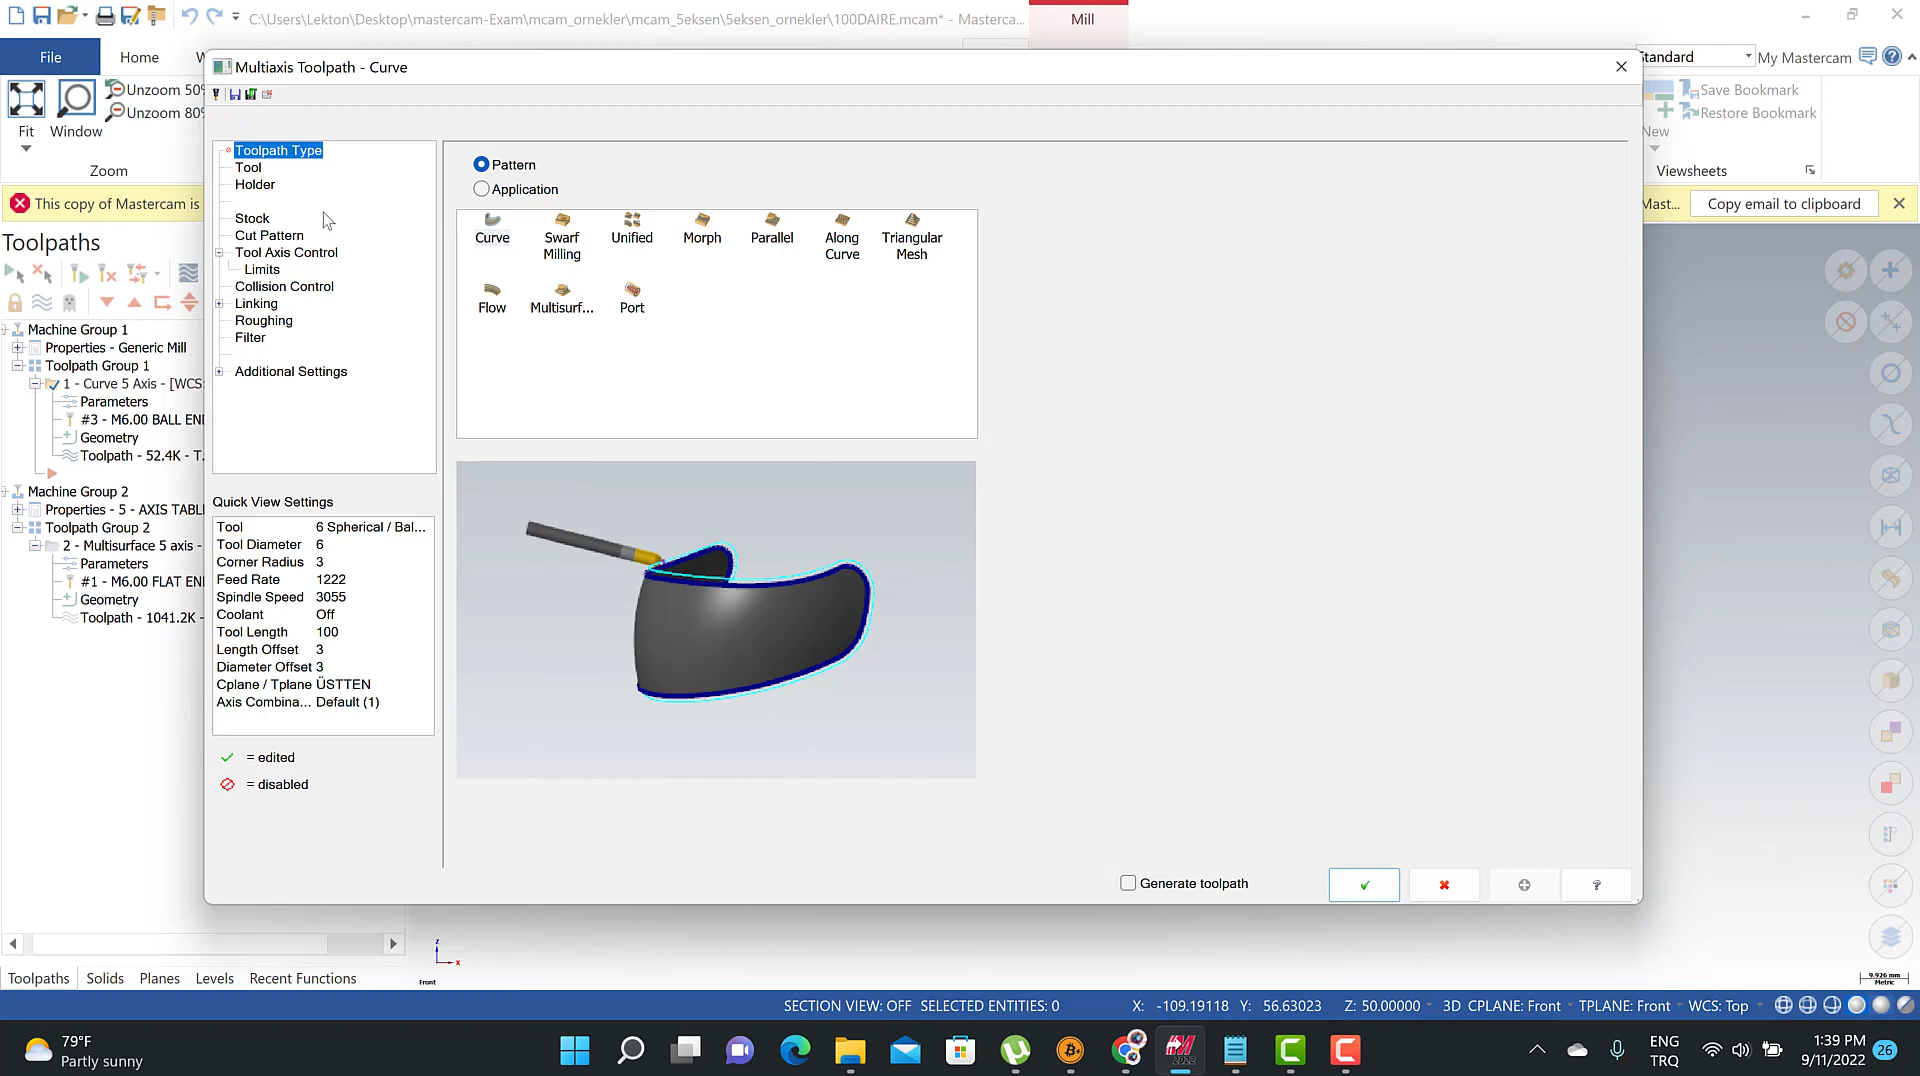 C:\Users\Lekton\Desktop\mastercam-Exam\mcam_ornekler\mcam_5eksen\5eksen_ornekler\100DAIRE.mcam* - Masterca...
Mill
File
Home
Standard
My Mastercam
Unzoom 50%
Unzoom 80%
Fit
Window
Zoom
Save Bookmark
Restore Bookmark
New
Viewsheets
This copy of Mastercam is
Mast...
Copy email to clipboard
Multiaxis Toolpath - Curve
Toolpath Type
Tool
Holder
Stock
Cut Pattern
Tool Axis Control
Limits
Collision Control
Linking
Roughing
Filter
Additional Settings
Pattern
Application
Curve
Swarf Milling
Unified
Morph
Parallel
Along Curve
Triangular Mesh
Flow
Multisurf...
Port
Quick View Settings
Tool 6 Spherical / Bal...
Tool Diameter 6
Corner Radius 3
Feed Rate 1222
Spindle Speed 3055
Coolant Off
Tool Length 100
Length Offset 3
Diameter Offset 3
Cplane / Tplane ÜSTTEN
Axis Combina... Default (1)
= edited
= disabled
Generate toolpath
Toolpaths
Machine Group 1
Properties - Generic Mill
Toolpath Group 1
1 - Curve 5 Axis - [WCS:
Parameters
#3 - M6.00 BALL END
Geometry
Toolpath - 52.4K - T.
Machine Group 2
Properties - 5 - AXIS TABL
Toolpath Group 2
2 - Multisurface 5 axis -
Parameters
#1 - M6.00 FLAT END
Geometry
Toolpath - 1041.2K -
z
x
Front
9.926 mm
Metric
Toolpaths
Solids
Planes
Levels
Recent Functions
SECTION VIEW: OFF SELECTED ENTITIES: 0 X: -109.19118 Y: 56.63023 Z: 50.00000 3D CPLANE: Front TPLANE: Front WCS: Top
79°F
Partly sunny
2022
ENG
TRQ
1:39 PM
9/11/2022
26